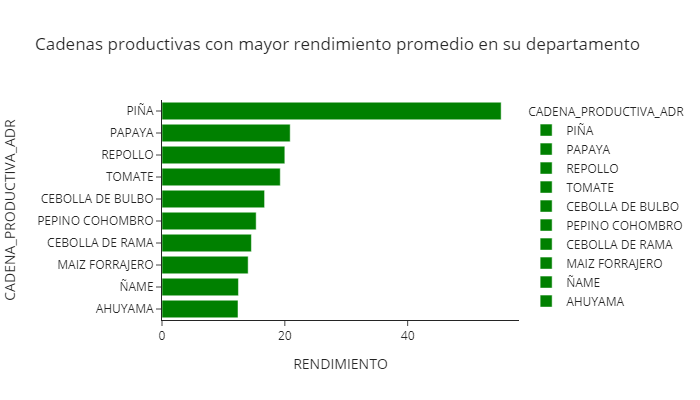 Cadenas productivas con mayor rendimiento promedio en su departamento
CADENA_PRODUCTIVA_ADR
PIÑA
PAPAYA
REPOLLO
TOMATE
CEBOLLA DE BULBO
PEPINO COHOMBRO
CEBOLLA DE RAMA
MAIZ FORRAJERO
ÑAME
AHUYAMA
0 20 40
RENDIMIENTO
CADENA_PRODUCTIVA_ADR
PIÑA
PAPAYA
REPOLLO
TOMATE
CEBOLLA DE BULBO
PEPINO COHOMBRO
CEBOLLA DE RAMA
MAIZ FORRAJERO
ÑAME
AHUYAMA